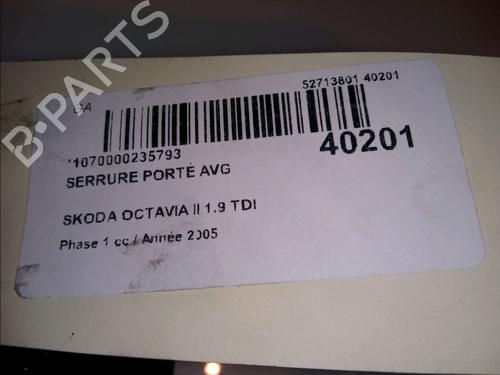 B-PARTS
BA
52713801 40201
*1070000235793
40201
SERRURE PORTE AVG
SKODA OCTAVIA II 1.9 TDI
Phase 1 cc / Année 2005